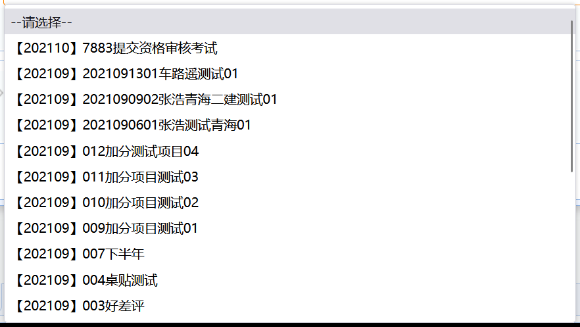 --请选择--
【202110】7883提交资格审核考试
【202109】2021091301车路遥测试01
【202109】2021090902张浩青海二建测试01
【202109】2021090601张浩测试青海01
【202109】012加分测试项目04
【202109】011加分项目测试03
【202109】010加分项目测试02
【202109】009加分项目测试01
【202109】007下半年
【202109】004桌贴测试
【202109】003好差评